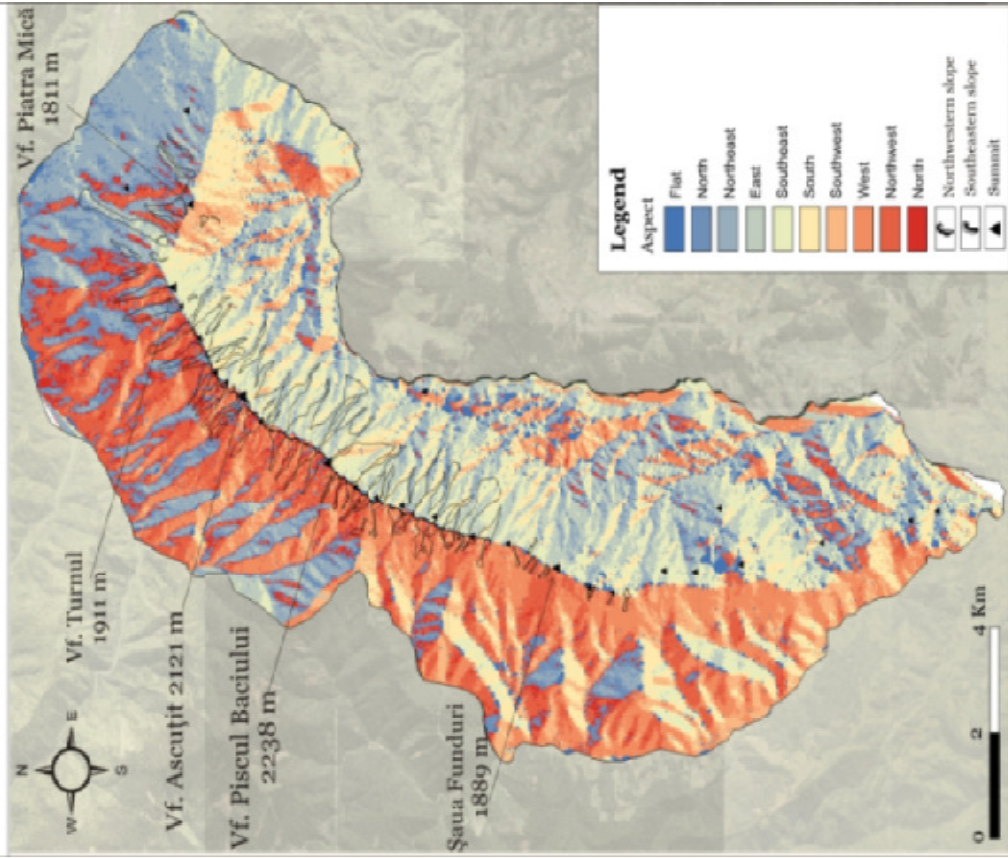 Vf. Piatra Mică
1811 m
Vf. Turnul
1911 m
Vf. Ascuțit 2121 m
Vf. Piscul Baciului
2238 m
Șaua Funduri
1889 m
N
W
E
S
Legend
Aspect
Flat
North
Northeast
East
Southeast
South
Southwest
West
Northwest
North
Northwestern slope
Southeastern slope
Summit
0 2 4 Km